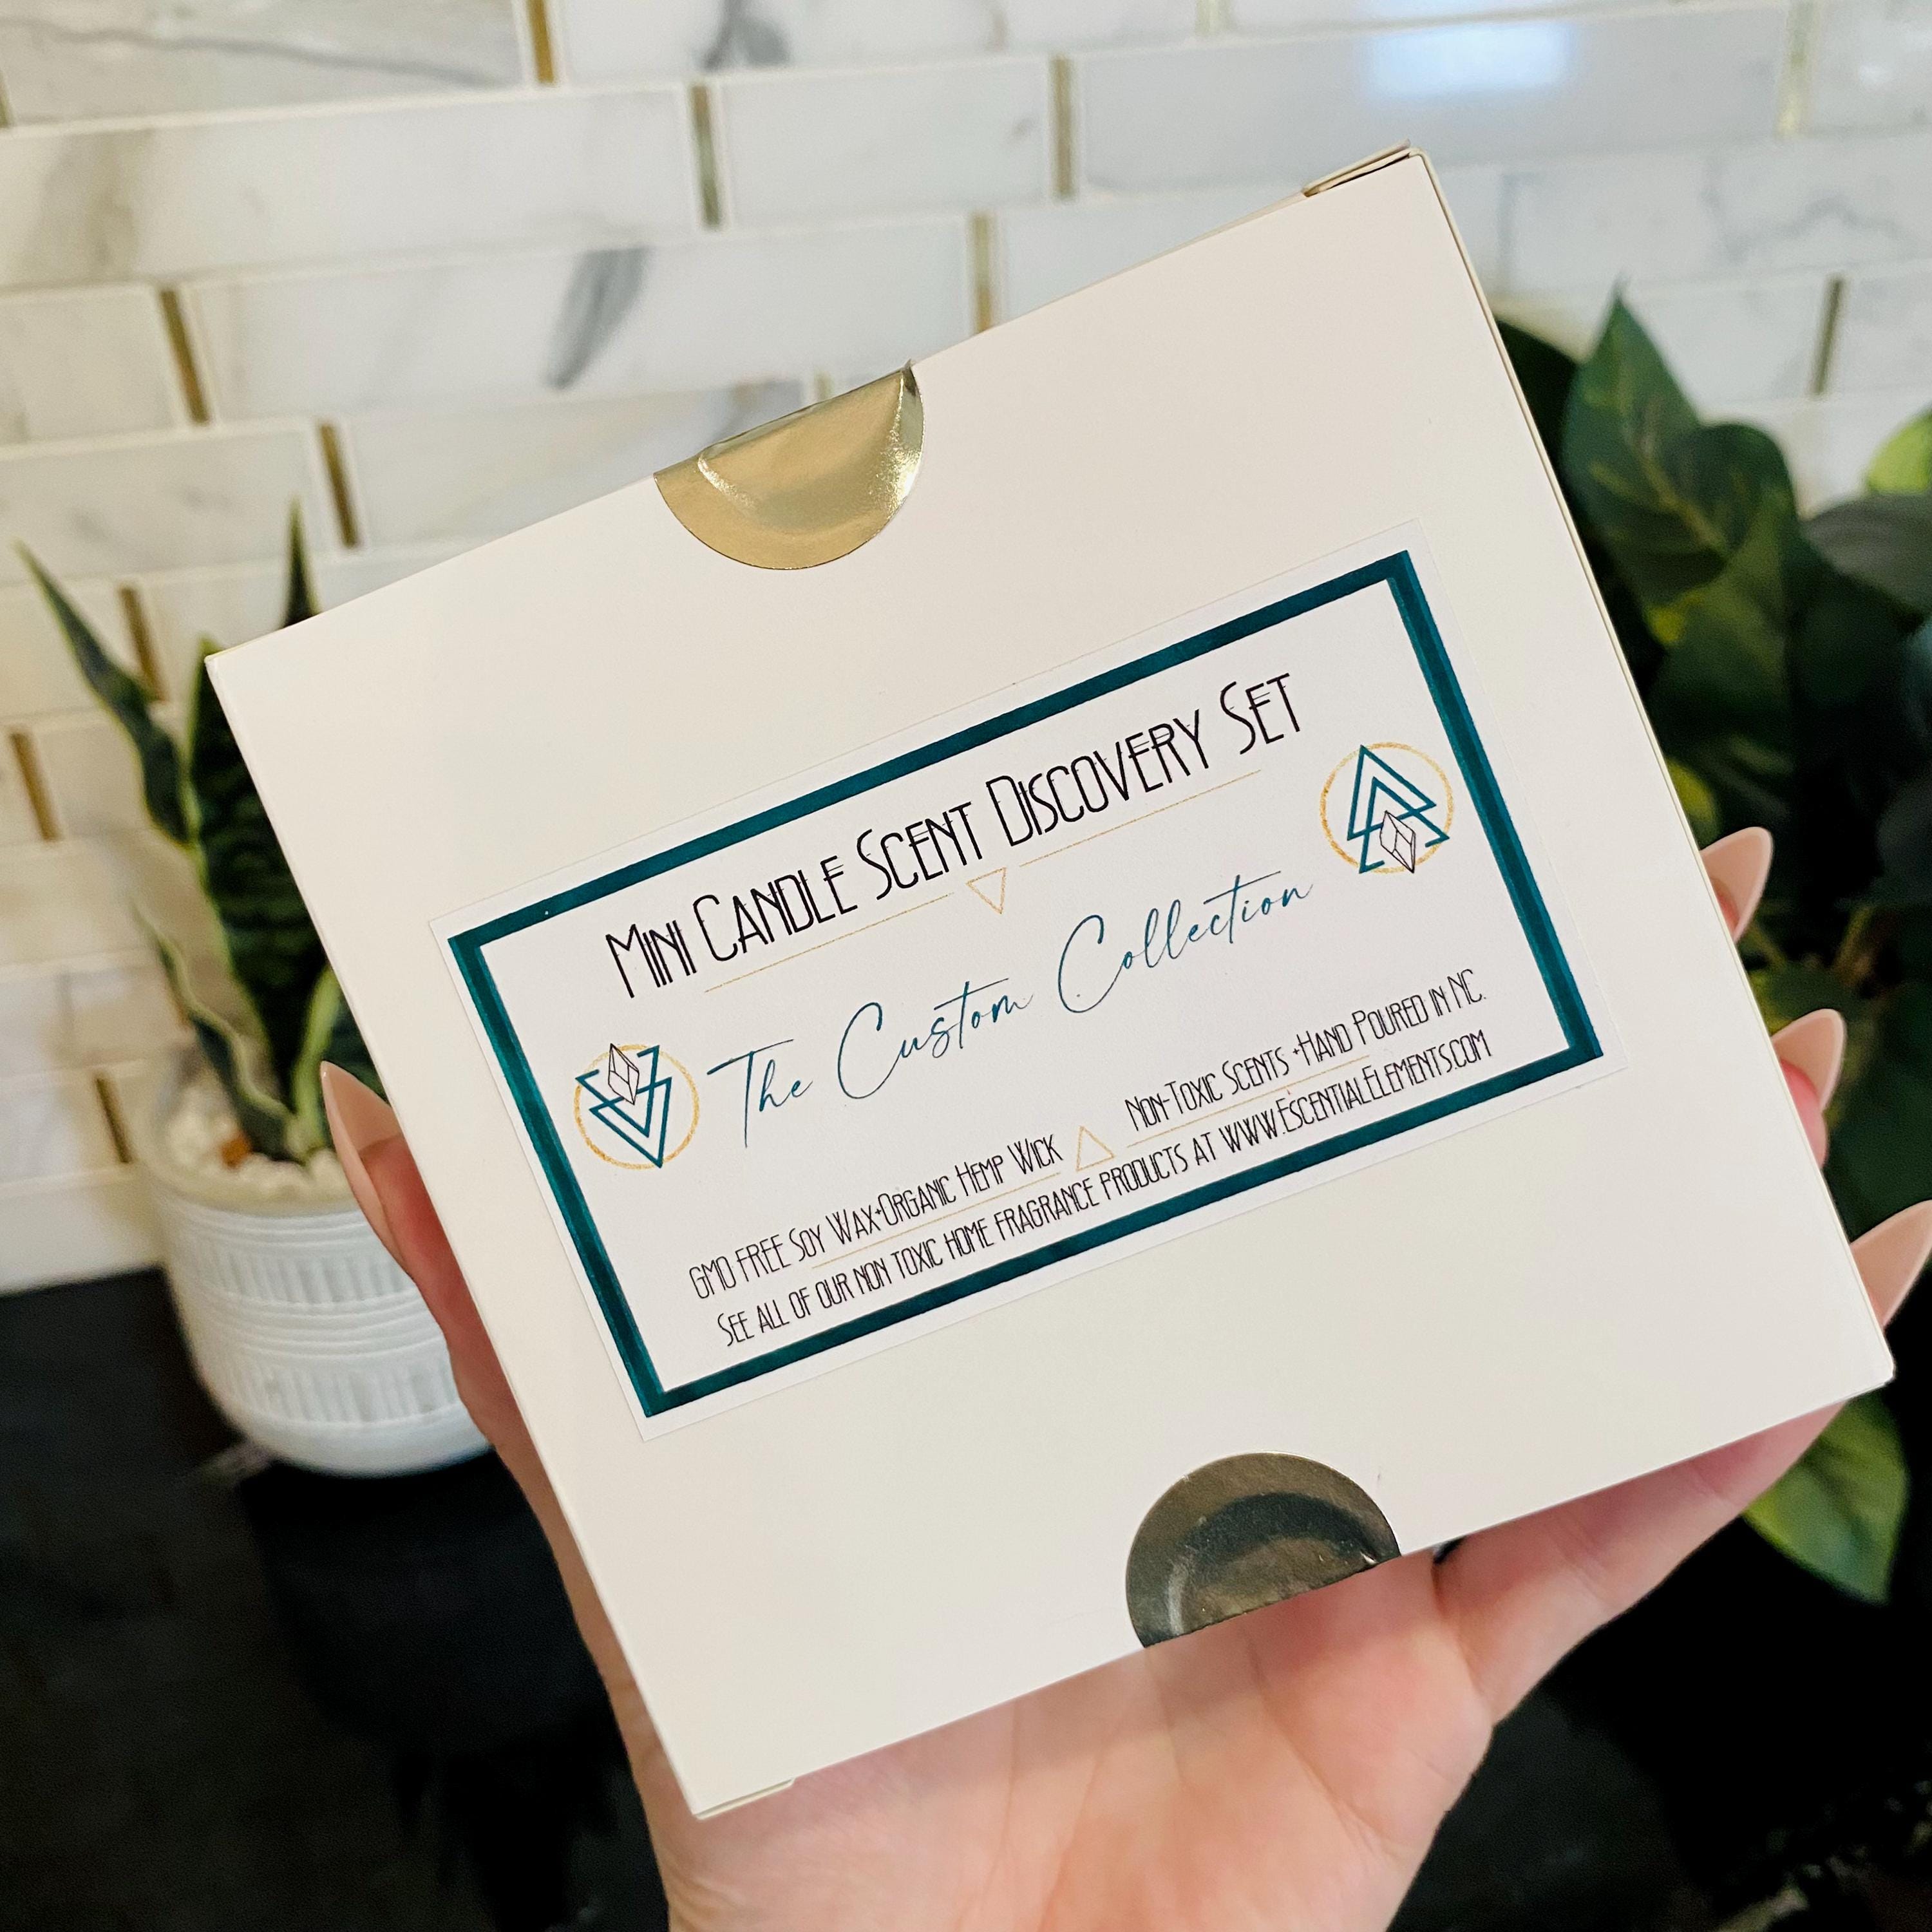 Mini Candle Scent Discovery Set
The Custom Collection
GMO FREE Soy Wax+Organic Hemp Wick Non-Toxic Scents +Hand Poured in NC.
See all of our non toxic home fragrance products at www.EscentialElements.com